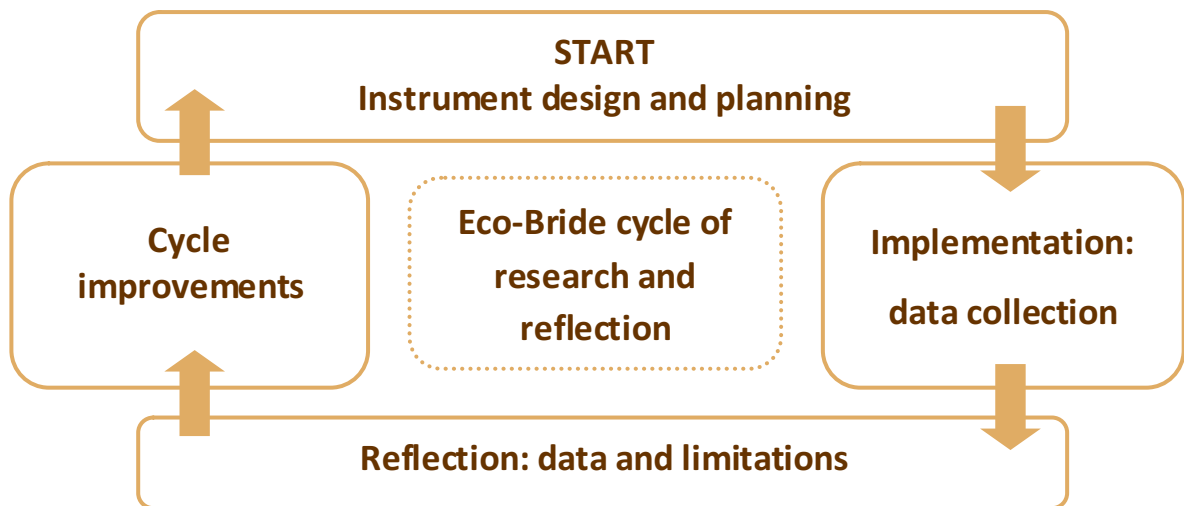 START
Instrument design and planning
Cycle
improvements
Eco-Bride cycle of
research and
reflection
Implementation:
data collection
Reflection: data and limitations